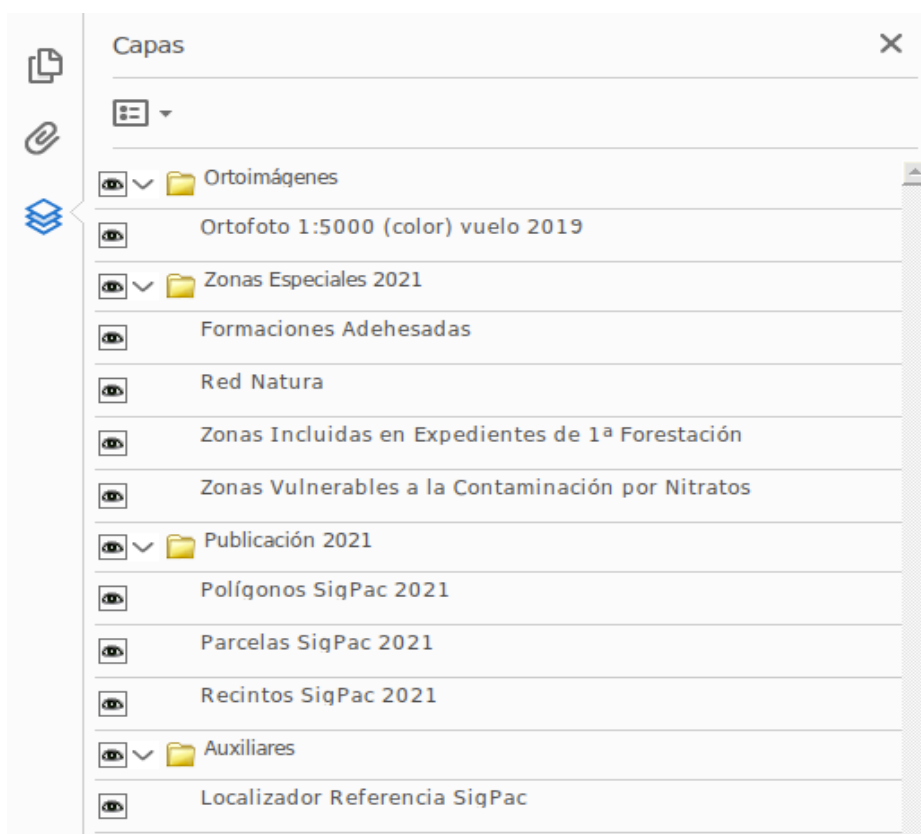 Capas
Ortoimágenes
Ortofoto 1:5000 (color) vuelo 2019
Zonas Especiales 2021
Formaciones Adehesadas
Red Natura
Zonas Incluidas en Expedientes de 1ª Forestación
Zonas Vulnerables a la Contaminación por Nitratos
Publicación 2021
Polígonos SigPac 2021
Parcelas SigPac 2021
Recintos SigPac 2021
Auxiliares
Localizador Referencia SigPac